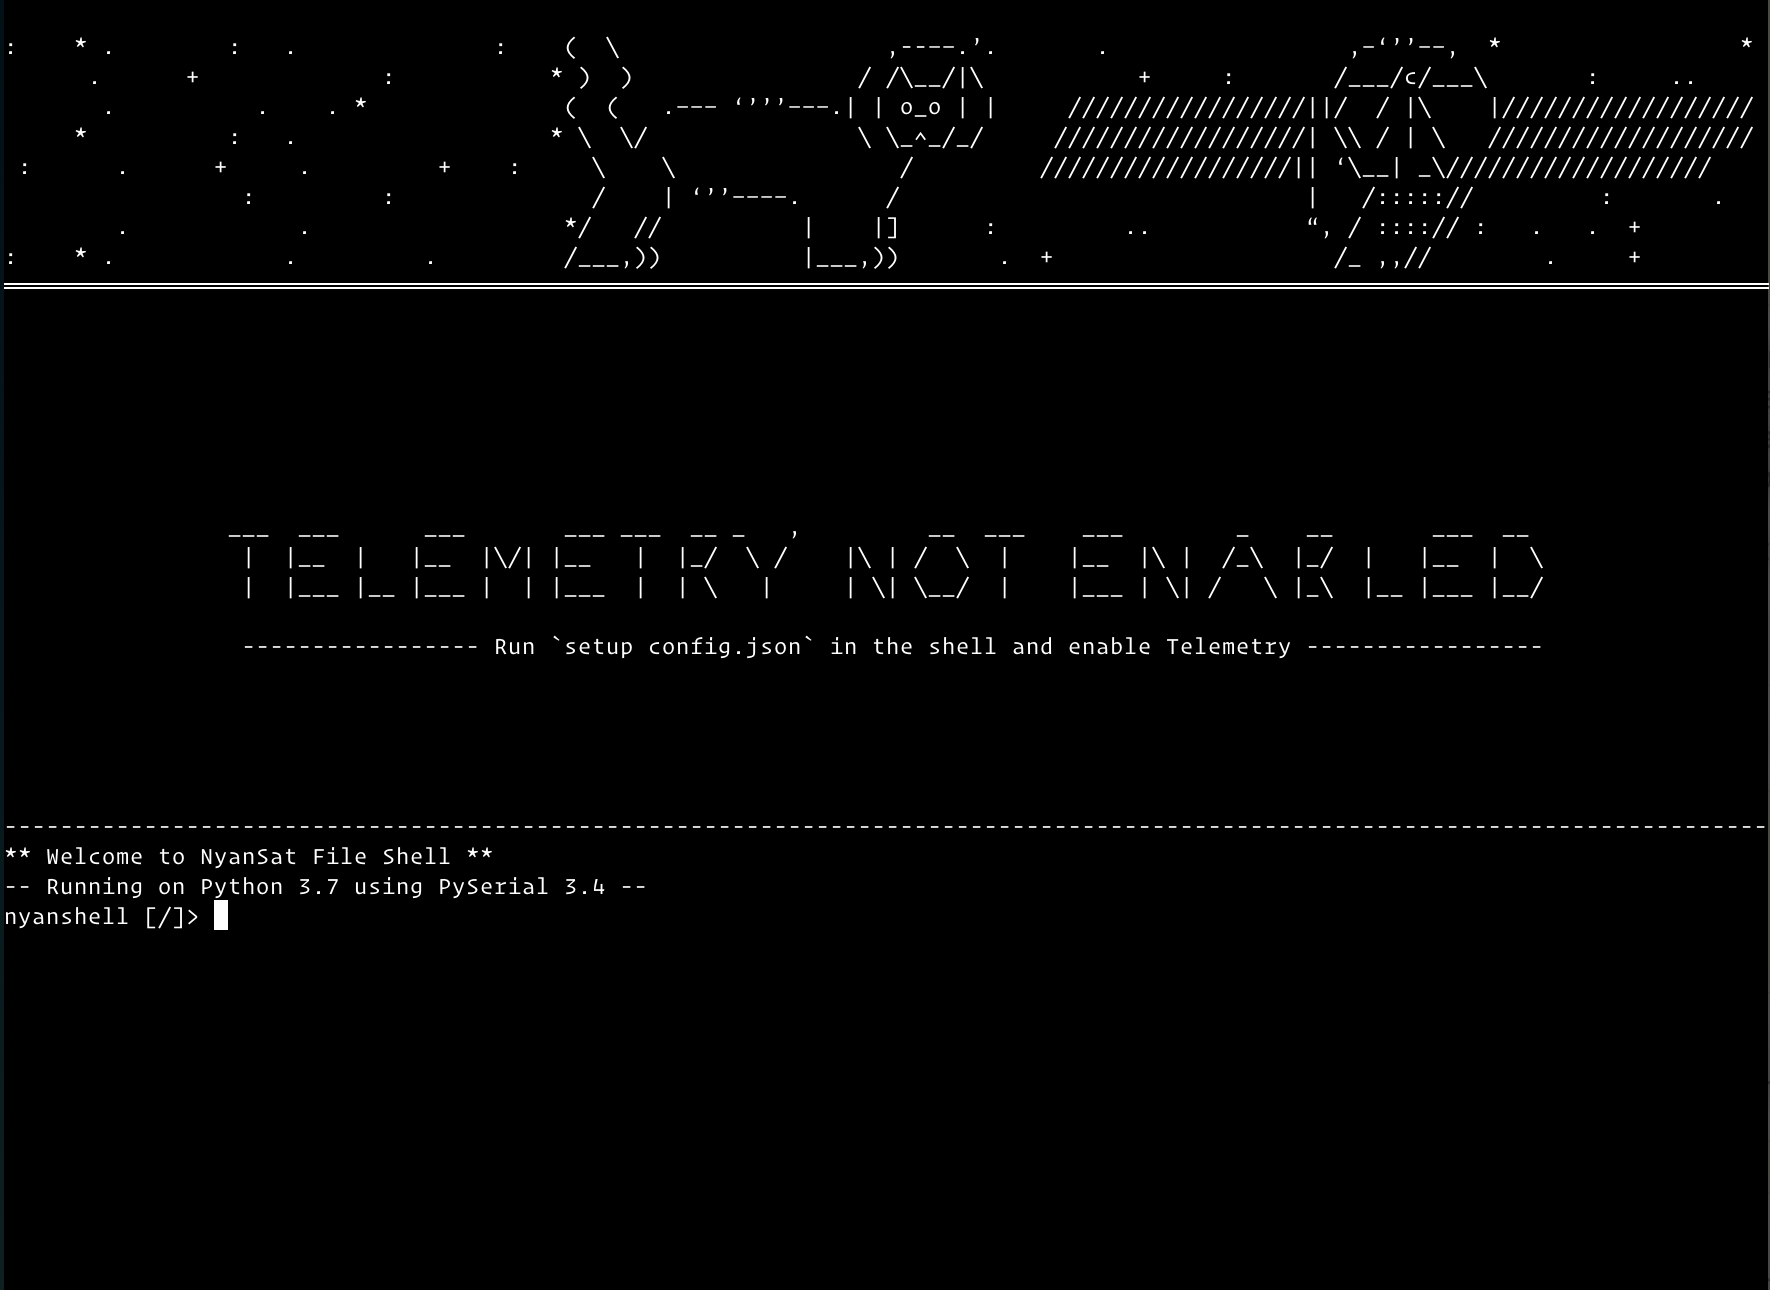 TELEMETRY NOT ENABLED
----------------- Run `setup config.json` in the shell and enable Telemetry -----------------
** Welcome to NyanSat File Shell **
-- Running on Python 3.7 using PySerial 3.4 --
nyanshell [/]>